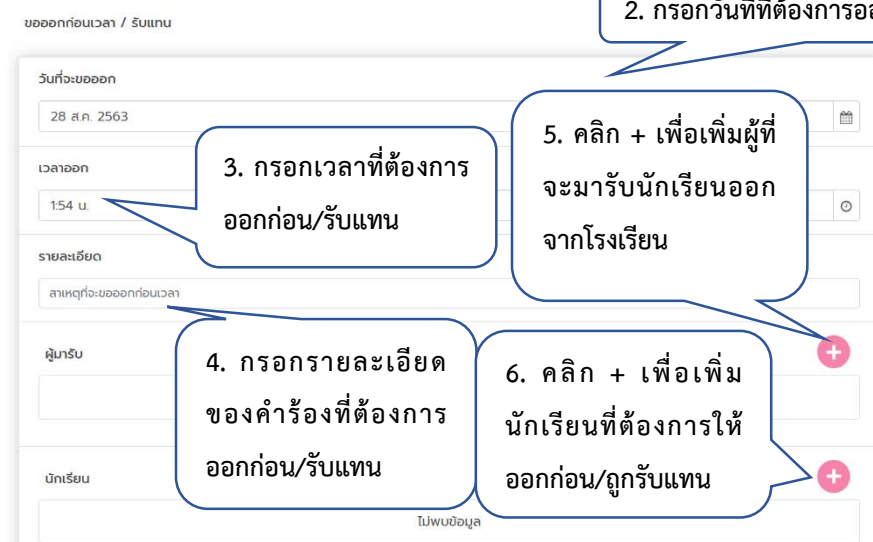 ขอออกก่อนเวลา / รับแทน
2. กรอกวันที่ที่ต้องการ
วันที่จะขอออก
28 ส.ค. 2563
เวลาออก
1:54 น.
3. กรอกเวลาที่ต้องการ
ออกก่อน/รับแทน
5. คลิก + เพื่อเพิ่มผู้ที่
จะมารับนักเรียนออก
จากโรงเรียน
รายละเอียด
สาเหตุที่จะขอออกก่อนเวลา
ผู้มารับ
4. กรอกรายละเอียด
ของคำร้องที่ต้องการ
ออกก่อน/รับแทน
6. คลิก + เพื่อเพิ่ม
นักเรียนที่ต้องการให้
ออกก่อน/ถูกรับแทน
นักเรียน
ไม่พบข้อมูล